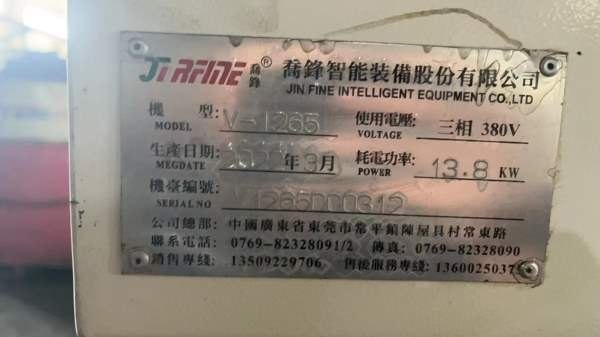 JIRFINE 喬鋒 ® 喬鋒智能裝備股份有限公司
JIN FINE INTELLIGENT EQUIPMENT CO.,LTD
機 型: V-1265 使用電壓: 三相 380V
MODEL VOLTAGE
生產日期: 年 月 耗電功率: 13.8 KW
MEGDATE POWER
機臺編號:
SERIAL NO
公司總部: 中國廣東省東莞市常平鎮陳屋貝村常東路
聯系電話: 0769-82328091/2 傳真: 0769-82328090
銷售專綫: 13509229706 售後服務專綫: